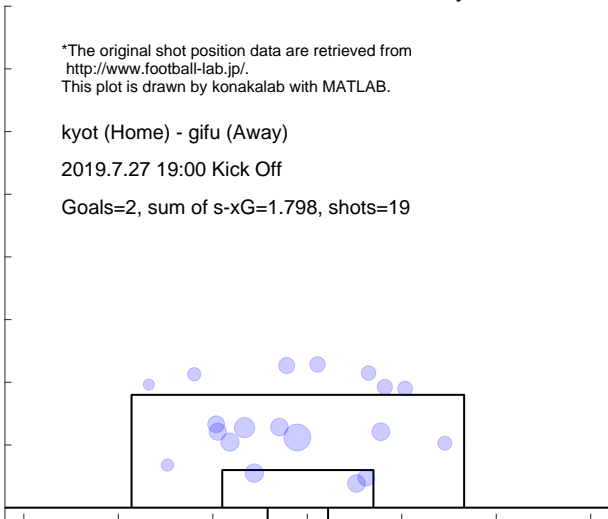 *The original shot position data are retrieved from
http://www.football-lab.jp/.
This plot is drawn by konakalab with MATLAB.
kyot (Home) - gifu (Away)
2019.7.27 19:00 Kick Off
Goals=2, sum of s-xG=1.798, shots=19